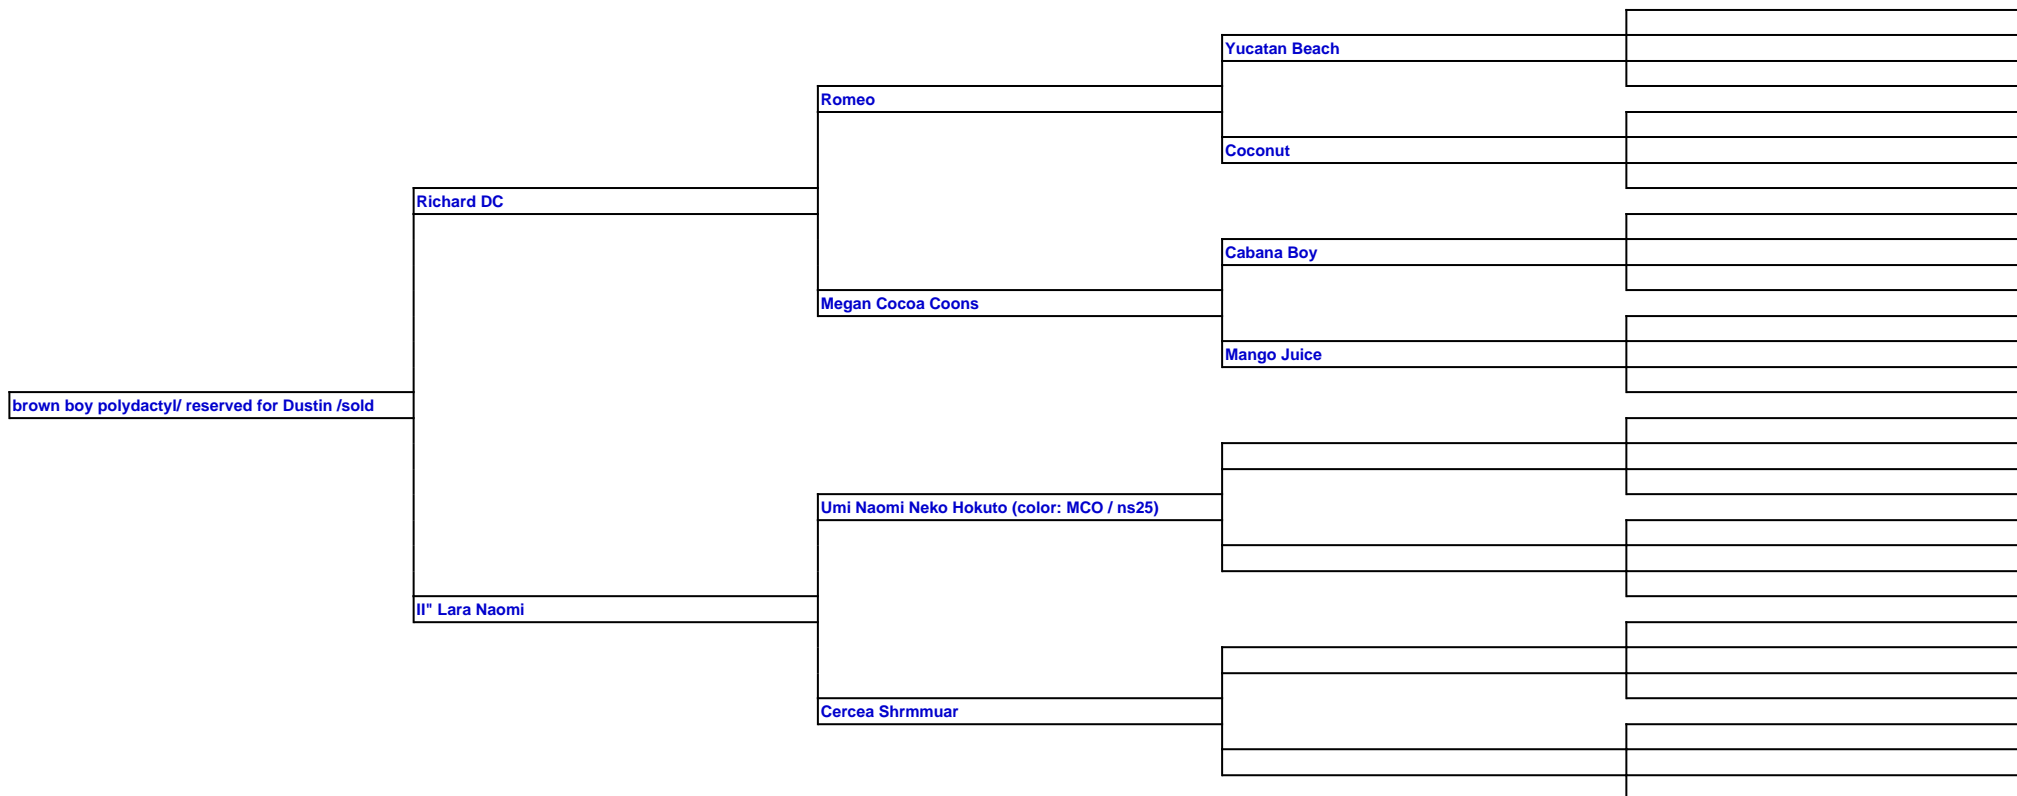 Yucatan Beach
Romeo
Coconut
Richard DC
Cabana Boy
Megan Cocoa Coons
Mango Juice
brown boy polydactyl/ reserved for Dustin /sold
Umi Naomi Neko Hokuto (color: MCO / ns25)
II" Lara Naomi
Cercea Shrmmuar